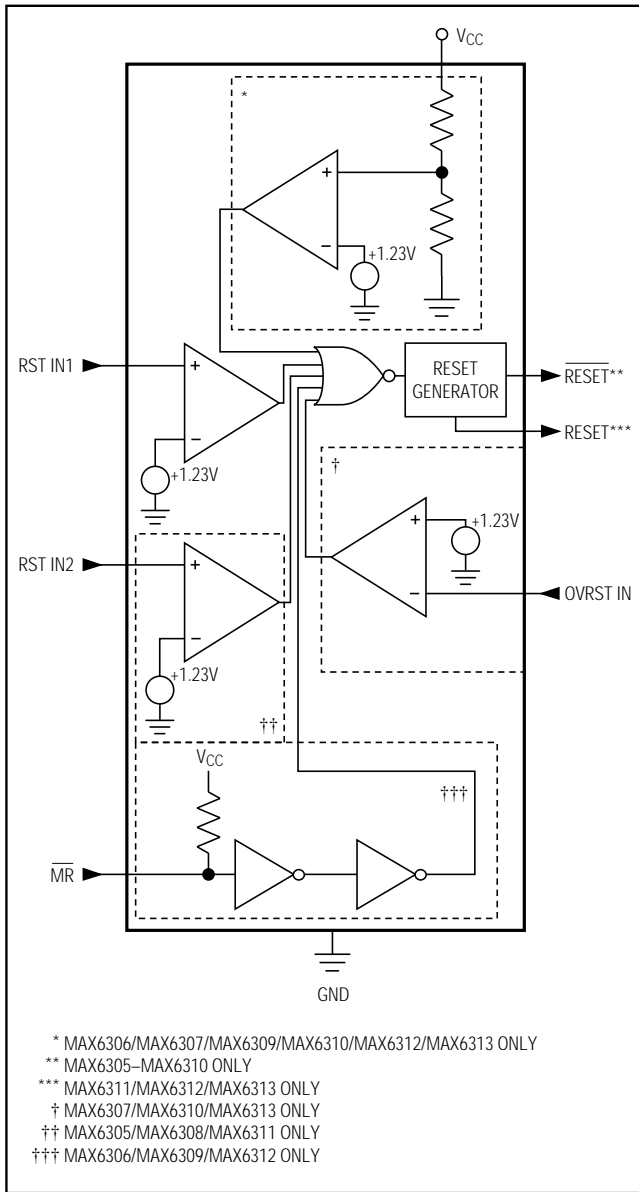 VCC
*
+
−
+1.23V
RST IN1
+
−
+1.23V
RESET
GENERATOR
RESET**
RESET***
†
+
−
+1.23V
OVRST IN
RST IN2
+
−
+1.23V
††
VCC
†††
MR
GND
* MAX6306/MAX6307/MAX6309/MAX6310/MAX6312/MAX6313 ONLY
** MAX6305–MAX6310 ONLY
*** MAX6311/MAX6312/MAX6313 ONLY
† MAX6307/MAX6310/MAX6313 ONLY
†† MAX6305/MAX6308/MAX6311 ONLY
††† MAX6306/MAX6309/MAX6312 ONLY